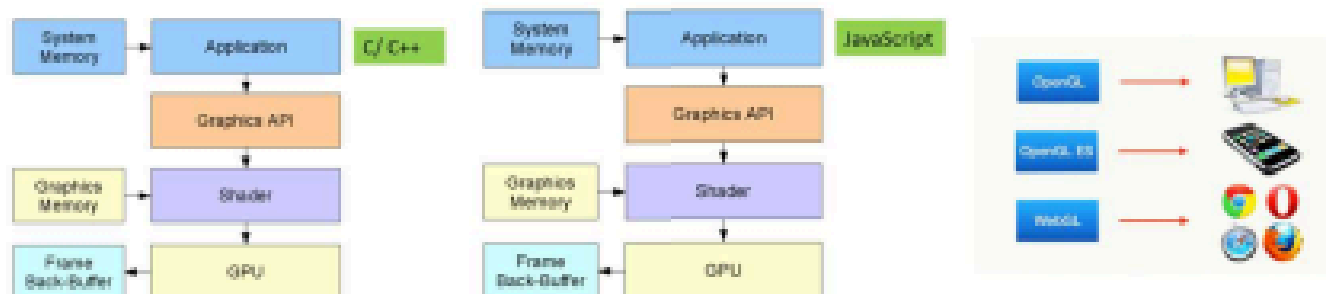 System
Memory
Application
C/ C++
Graphics API
Graphics
Memory
Shader
Frame
Back-Buffer
GPU
System
Memory
Application
JavaScript
Graphics API
Graphics
Memory
Shader
Frame
Back-Buffer
GPU
OpenGL
OpenGL ES
WebGL